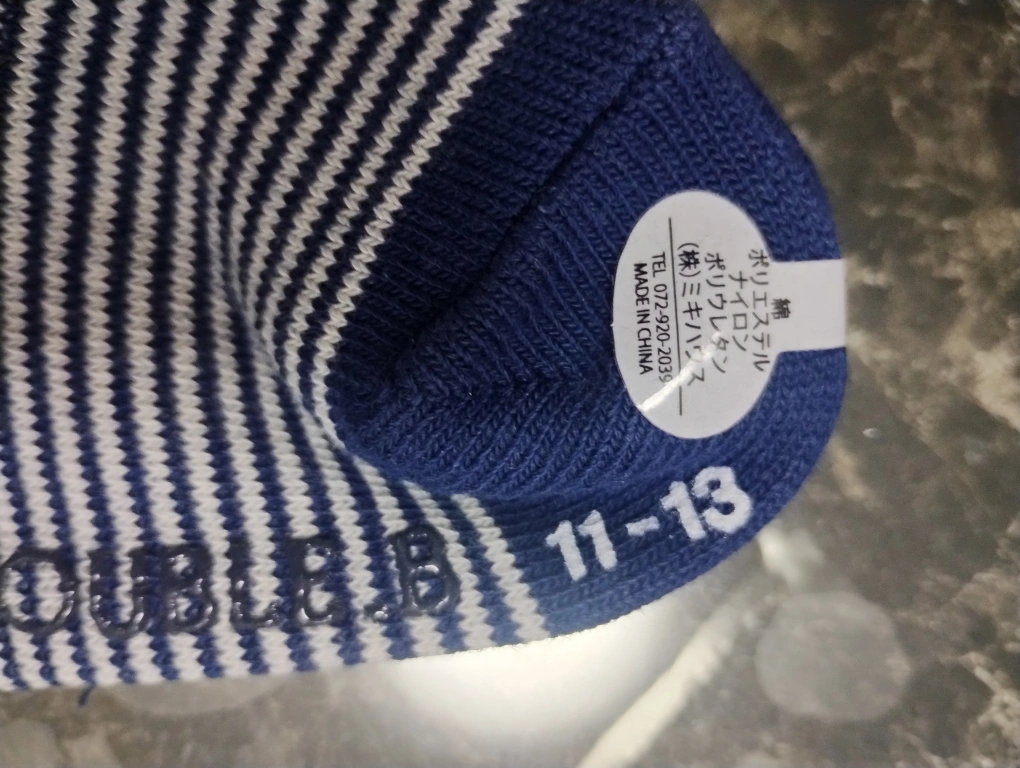 綿
ポリエステル
ナイロン
ポリウレタン
(株)ミキハウス
TEL 072-920-2039
MADE IN CHINA
11-13
OUBLE.B